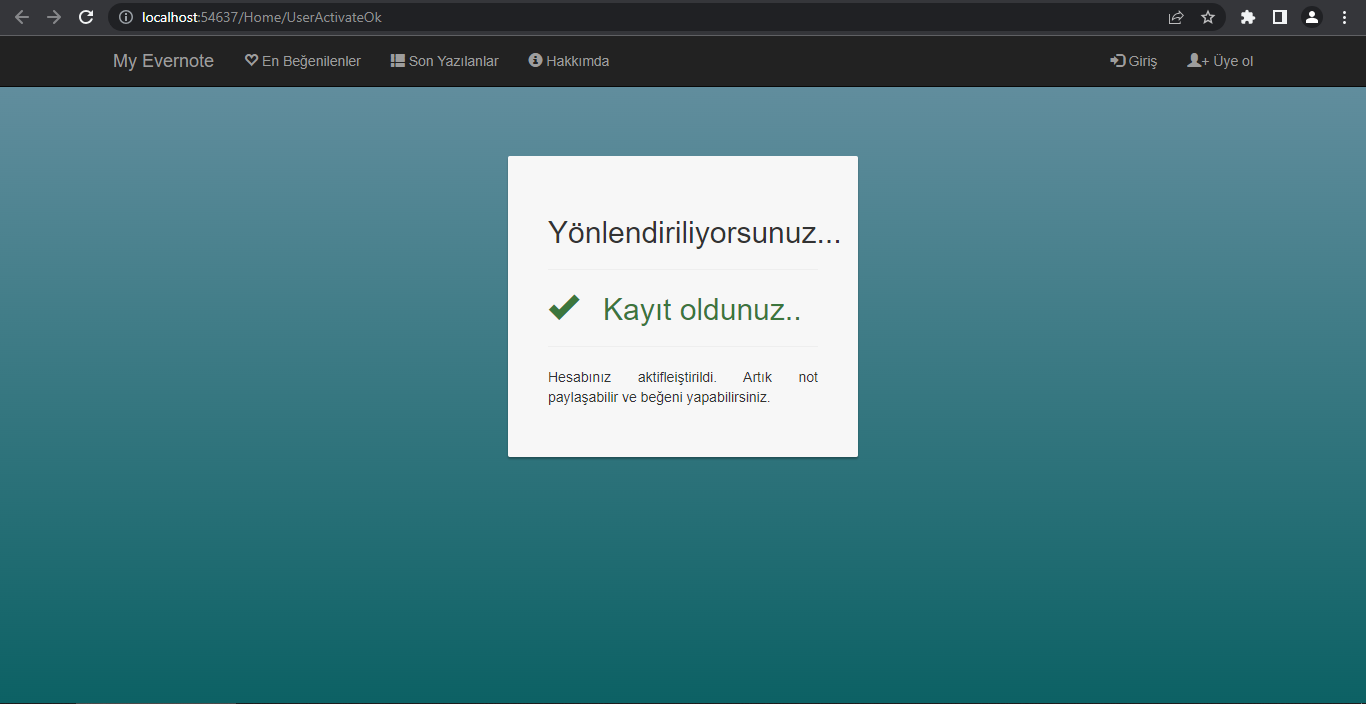 localhost:54637/Home/UserActivateOk
My Evernote En Beğenilenler Son Yazılanlar Hakkımda Giriş + Üye ol
Yönlendiriliyorsunuz...
Kayıt oldunuz..
Hesabınız aktifleiştirildi. Artık not
paylaşabilir ve beğeni yapabilirsiniz.